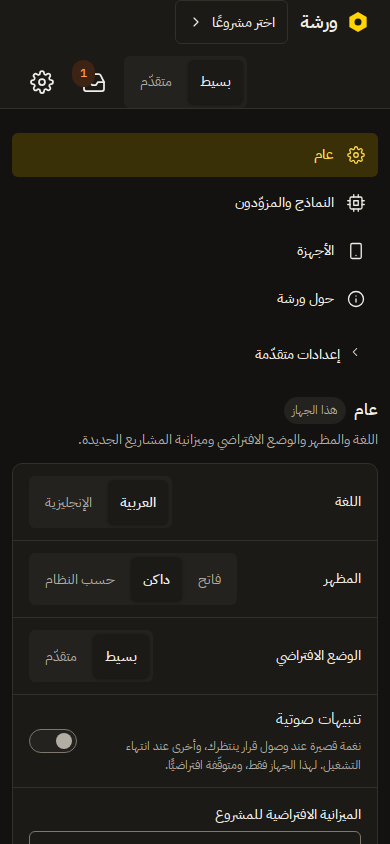 ورشة
اختر مشروعًا
بسيط
متقدّم
1
عام
النماذج والمزوّدون
الأجهزة
حول ورشة
إعدادات متقدّمة
عام هذا الجهاز
اللغة والمظهر والوضع الافتراضي وميزانية المشاريع الجديدة.
اللغة
العربية
الإنجليزية
المظهر
فاتح
داكن
حسب النظام
الوضع الافتراضي
بسيط
متقدّم
تنبيهات صوتية
نغمة قصيرة عند وصول قرار ينتظرك، وأخرى عند انتهاء
التشغيل. لهذا الجهاز فقط، ومتوقّفة افتراضيًّا.
الميزانية الافتراضية للمشروع